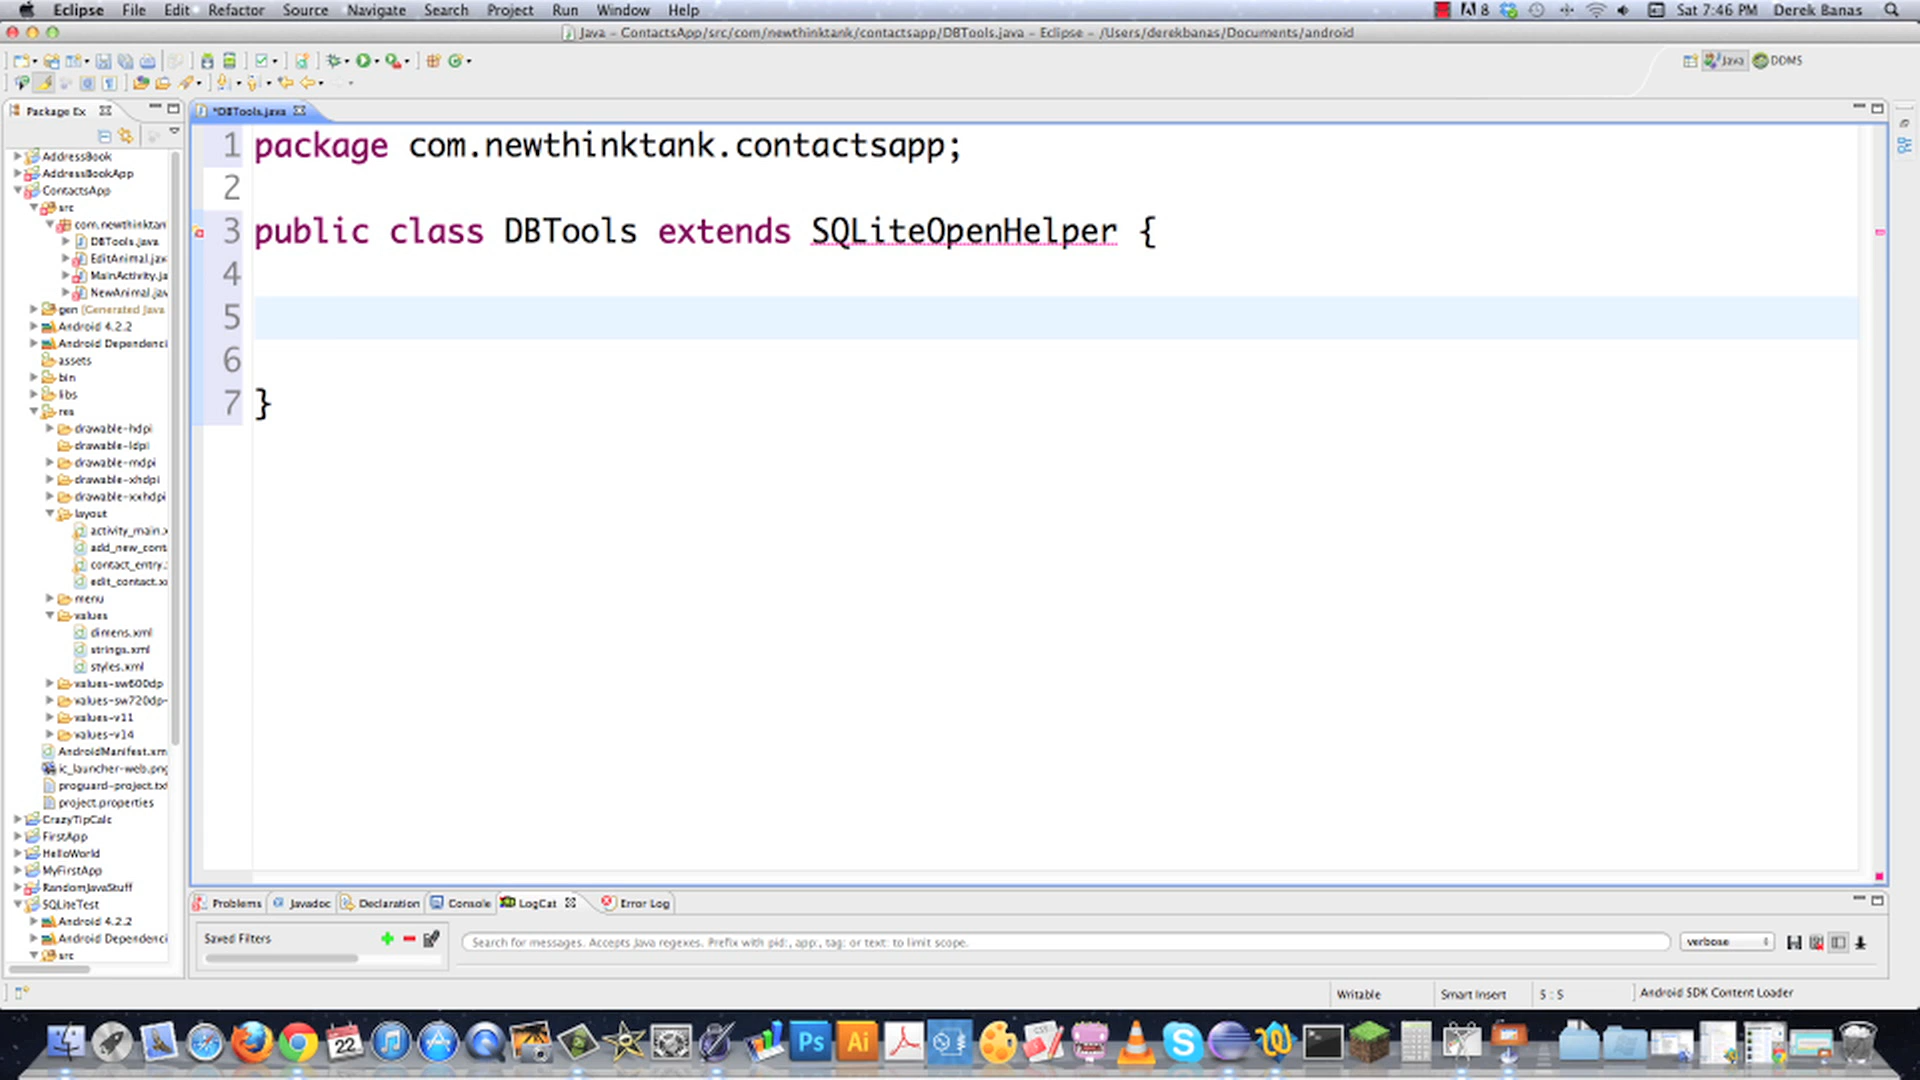 Eclipse File Edit Refactor Source Navigate Search Project Run Window Help
8 Sat 7:46 PM Derek Banas
Java – ContactsApp/src/com/newthinktank/contactsapp/DBTools.java – Eclipse – /Users/derekbanas/Documents/android
Java DDMS
Package Ex
*DBTools.java
AddressBook
AddressBookApp
ContactsApp
src
com.newthinktan
DBTools.java
EditAnimal.jav
MainActivity.ja
NewAnimal.jav
gen [Generated Java
Android 4.2.2
Android Dependenci
assets
bin
libs
res
drawable-hdpi
drawable-ldpi
drawable-mdpi
drawable-xhdpi
drawable-xxhdpi
layout
activity_main.x
add_new_cont
contact_entry.
edit_contact.x
menu
values
dimens.xml
strings.xml
styles.xml
values-sw600dp
values-sw720dp-
values-v11
values-v14
AndroidManifest.xm
ic_launcher-web.png
proguard-project.txt
project.properties
CrazyTipCalc
FirstApp
HelloWorld
MyFirstApp
RandomJavaStuff
SQLiteTest
Android 4.2.2
Android Dependenci
src
1 package com.newthinktank.contactsapp;
2
3 public class DBTools extends SQLiteOpenHelper {
4
5
6
7 }
Problems Javadoc Declaration Console LogCat Error Log
Saved Filters
Search for messages. Accepts Java regexes. Prefix with pid:, app:, tag: or text: to limit scope.
verbose
Writable Smart Insert 5 : 5 Android SDK Content Loader
22
Ps
Ai